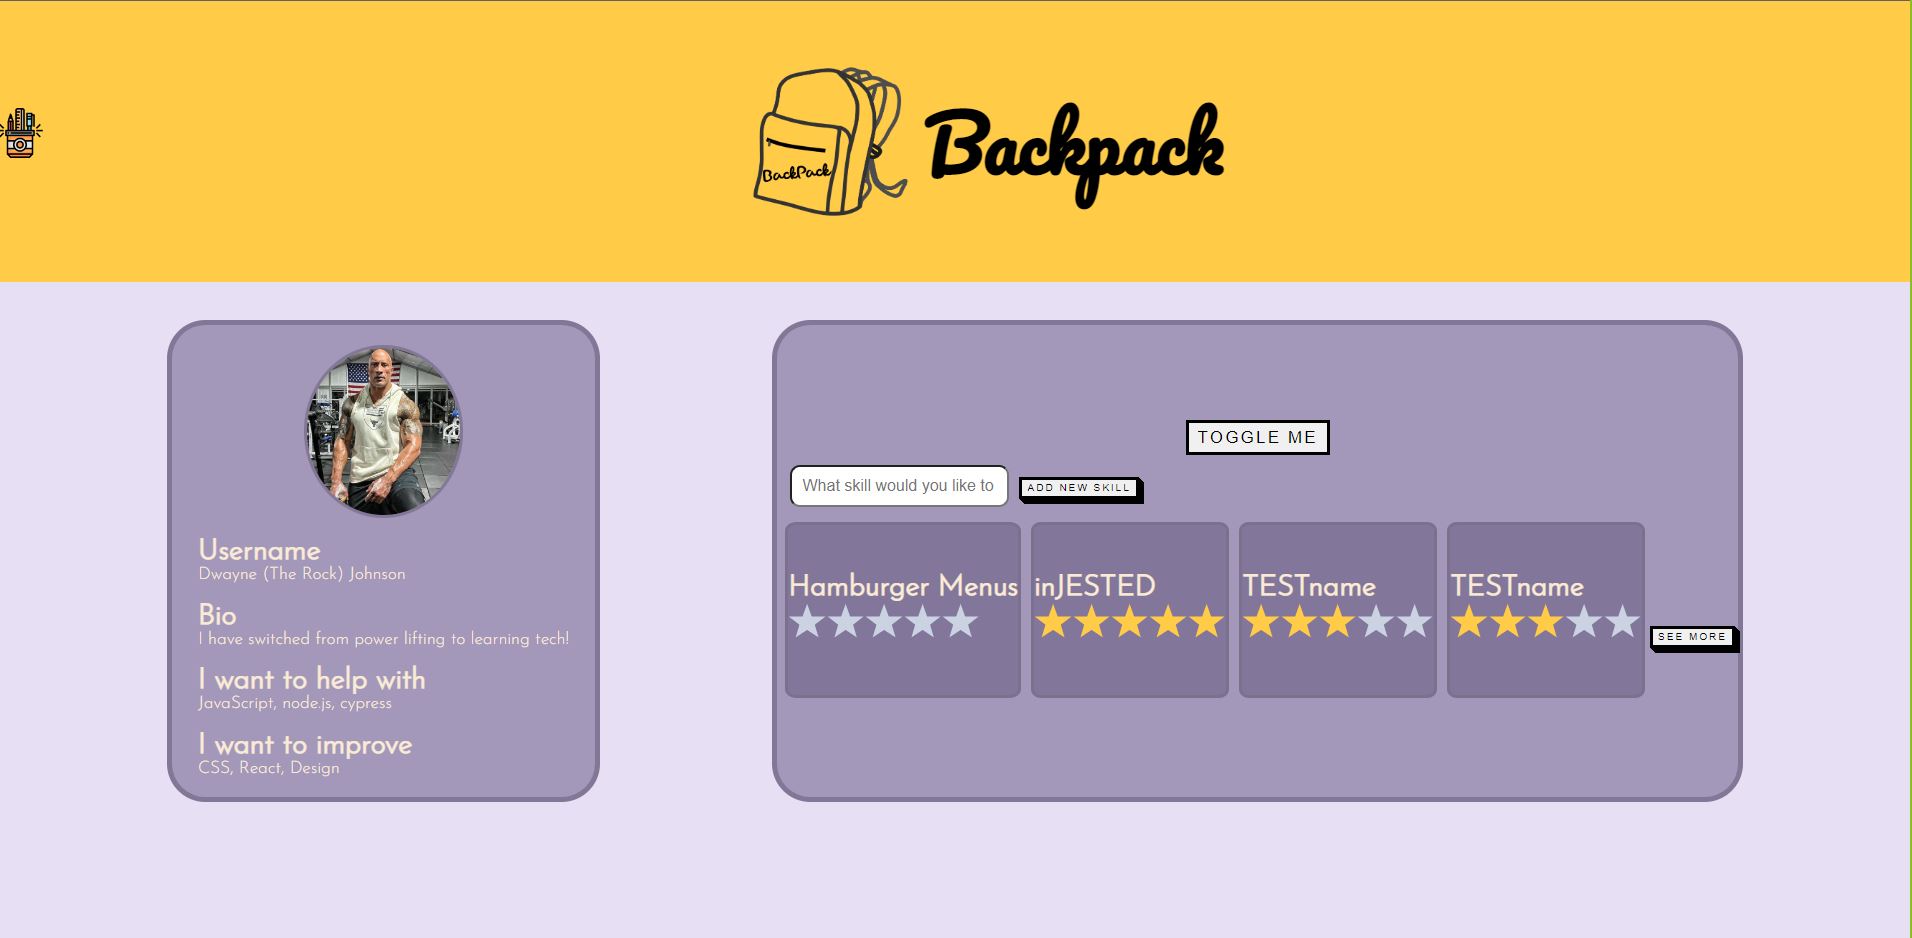 BackPack
Backpack
TOGGLE ME
What skill would you like to
ADD NEW SKILL
Username
Dwayne (The Rock) Johnson
Bio
I have switched from power lifting to learning tech!
I want to help with
JavaScript, node.js, cypress
I want to improve
CSS, React, Design
Hamburger Menus
inJESTED
TESTname
TESTname
SEE MORE